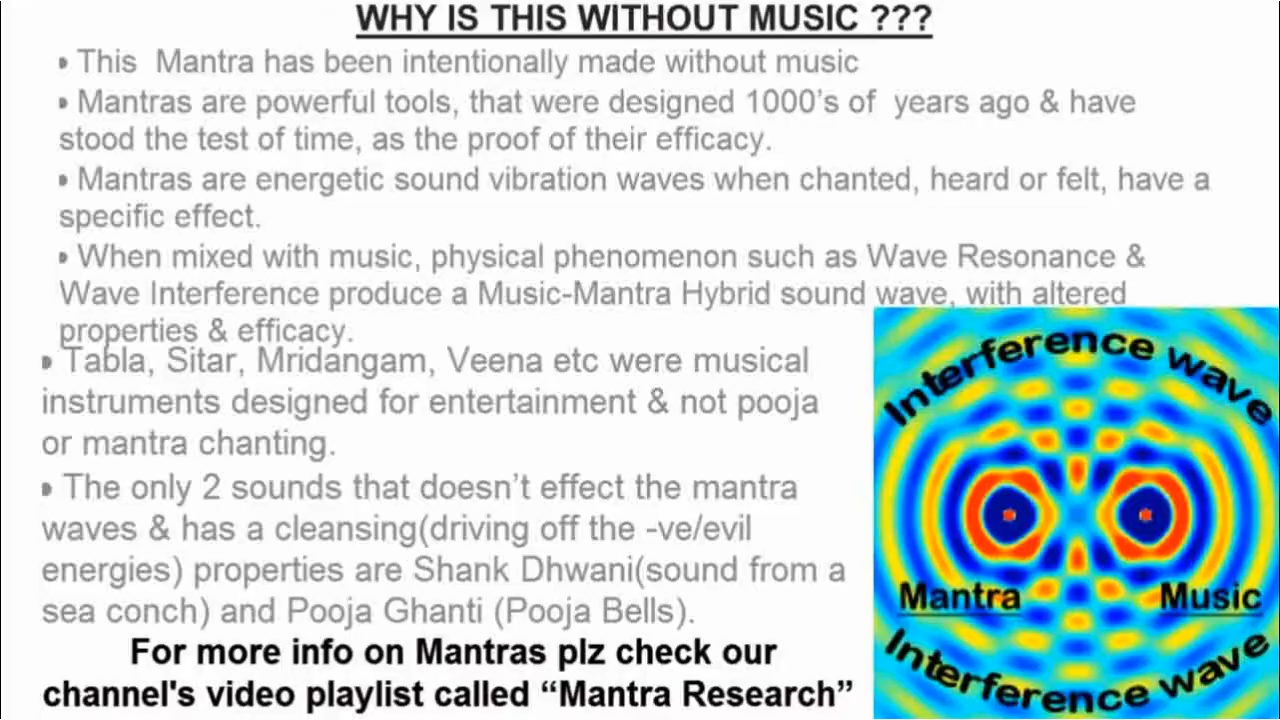 WHY IS THIS WITHOUT MUSIC ???
• This  Mantra has been intentionally made without music
• Mantras are powerful tools, that were designed 1000's of  years ago & have
stood the test of time, as the proof of their efficacy.
• Mantras are energetic sound vibration waves when chanted, heard or felt, have a
specific effect.
• When mixed with music, physical phenomenon such as Wave Resonance &
Wave Interference produce a Music-Mantra Hybrid sound wave, with altered
properties & efficacy.
• Tabla, Sitar, Mridangam, Veena etc were musical
instruments designed for entertainment & not pooja
or mantra chanting.
• The only 2 sounds that doesn't effect the mantra
waves & has a cleansing(driving off the -ve/evil
energies) properties are Shank Dhwani(sound from a
sea conch) and Pooja Ghanti (Pooja Bells).
For more info on Mantras plz check our
channel's video playlist called “Mantra Research”
Interference wave
Mantra
Music
Interference wave